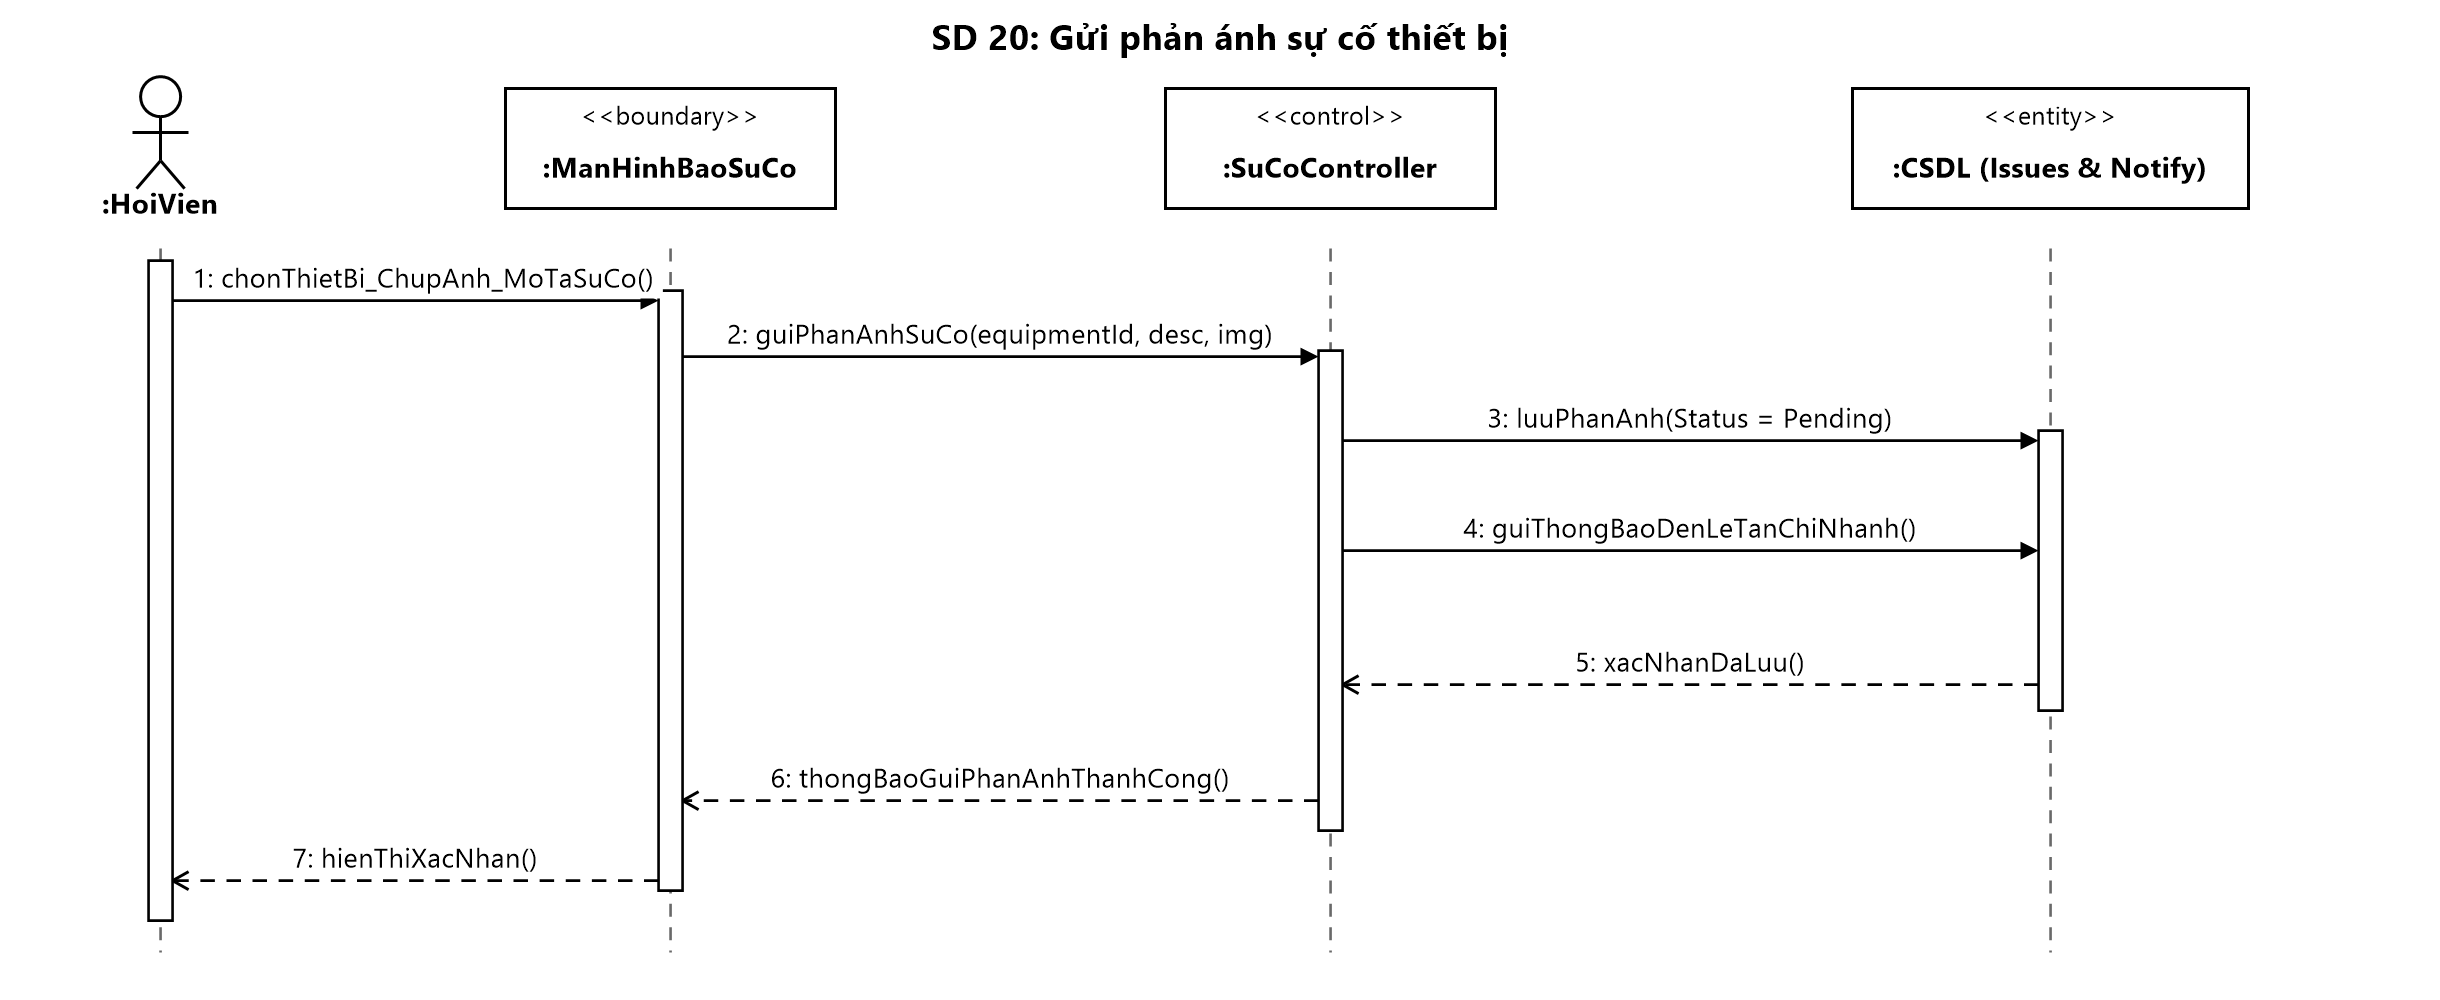 SD 20: Gửi phản ánh sự cố thiết bị
:HoiVien
<<boundary>>
:ManHinhBaoSuCo
<<control>>
:SuCoController
<<entity>>
:CSDL (Issues & Notify)
1: chonThietBi_ChupAnh_MoTaSuCo()
2: guiPhanAnhSuCo(equipmentId, desc, img)
3: luuPhanAnh(Status = Pending)
4: guiThongBaoDenLeTanChiNhanh()
5: xacNhanDaLuu()
6: thongBaoGuiPhanAnhThanhCong()
7: hienThiXacNhan()